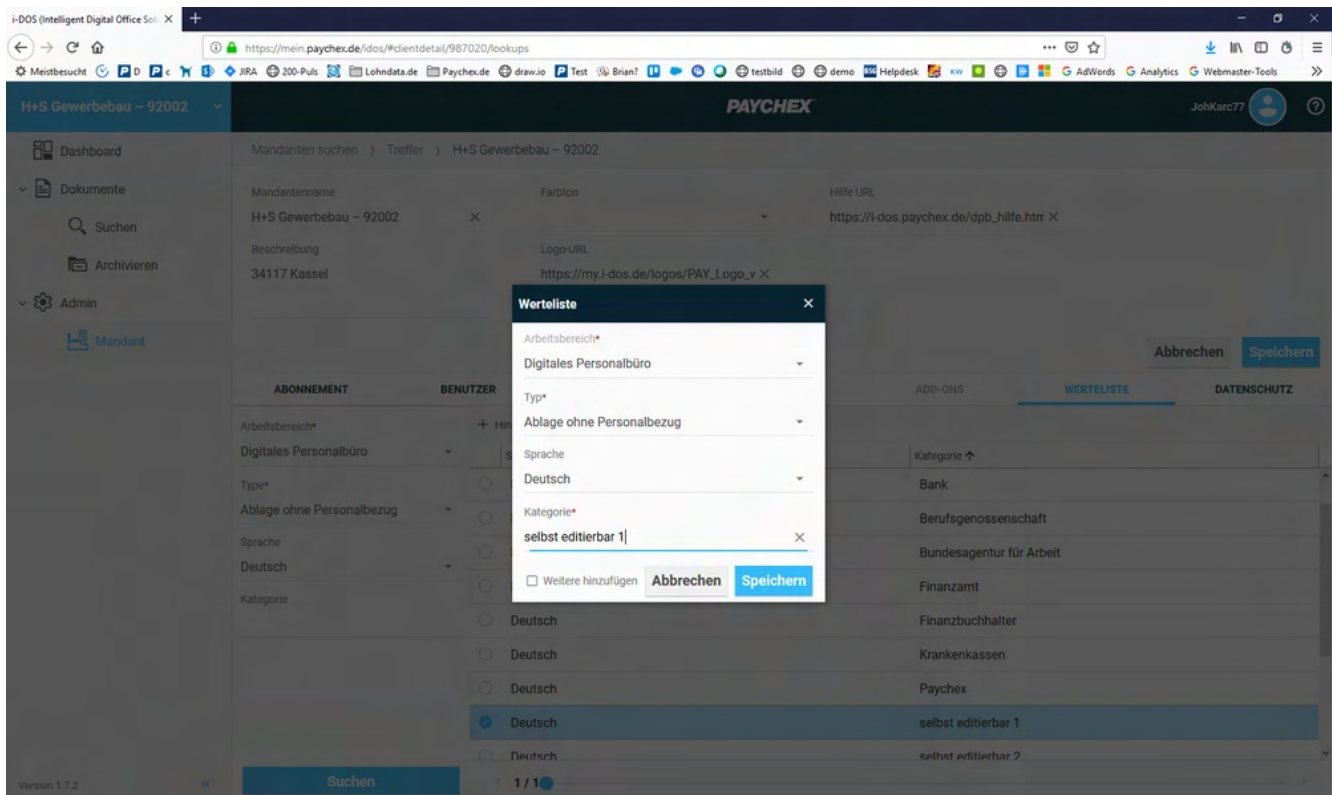 i-DOS (Intelligent Digital Office Sol
https://mein.paychex.de/idos/#clientdetail/987020/lookups
Meistbesucht D c JIRA 200-Puls Lohndata.de Paychex.de draw.io Test Brian? testbild demo Helpdesk KW AdWords Analytics Webmaster-Tools
H+S Gewerbebau – 92002
PAYCHEX
JohKarc77
Dashboard
Mandanten suchen > Treffer > H+S Gewerbebau – 92002
Dokumente
Suchen
Archivieren
Admin
Mandant
Mandantenname
Farbton
Hilfe URL
H+S Gewerbebau – 92002
https://i-dos.paychex.de/dpb_hilfe.htm
Beschreibung
Logo-URL
34117 Kassel
https://my.i-dos.de/logos/PAY_Logo_v
Abbrechen
Speichern
ABONNEMENT
BENUTZER
ADD-ONS
WERTELISTE
DATENSCHUTZ
Arbeitsbereich*
Digitales Personalbüro
Type*
Ablage ohne Personalbezug
Sprache
Deutsch
Kategorie
Suchen
+ Hin
S
Kategorie
Bank
Berufsgenossenschaft
Bundesagentur für Arbeit
Finanzamt
Deutsch Finanzbuchhalter
Deutsch Krankenkassen
Deutsch Paychex
Deutsch selbst editierbar 1
Deutsch selbst editierbar 2
1/1
Werteliste
Arbeitsbereich*
Digitales Personalbüro
Typ*
Ablage ohne Personalbezug
Sprache
Deutsch
Kategorie*
selbst editierbar 1
Weitere hinzufügen
Abbrechen
Speichern
Version 1.7.2